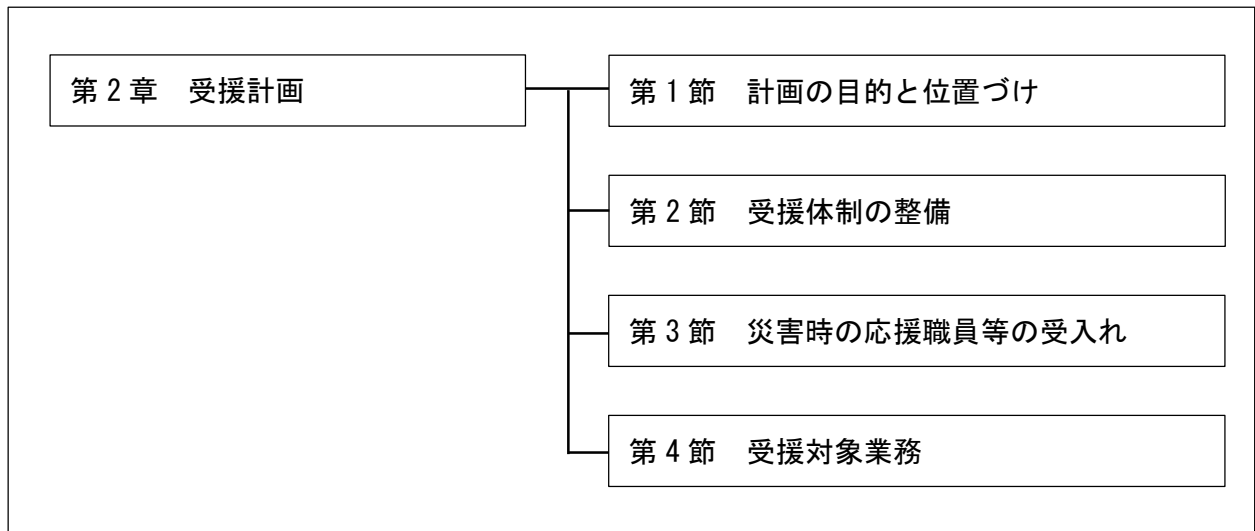 第2章　受援計画
第1節　計画の目的と位置づけ
第2節　受援体制の整備
第3節　災害時の応援職員等の受入れ
第4節　受援対象業務